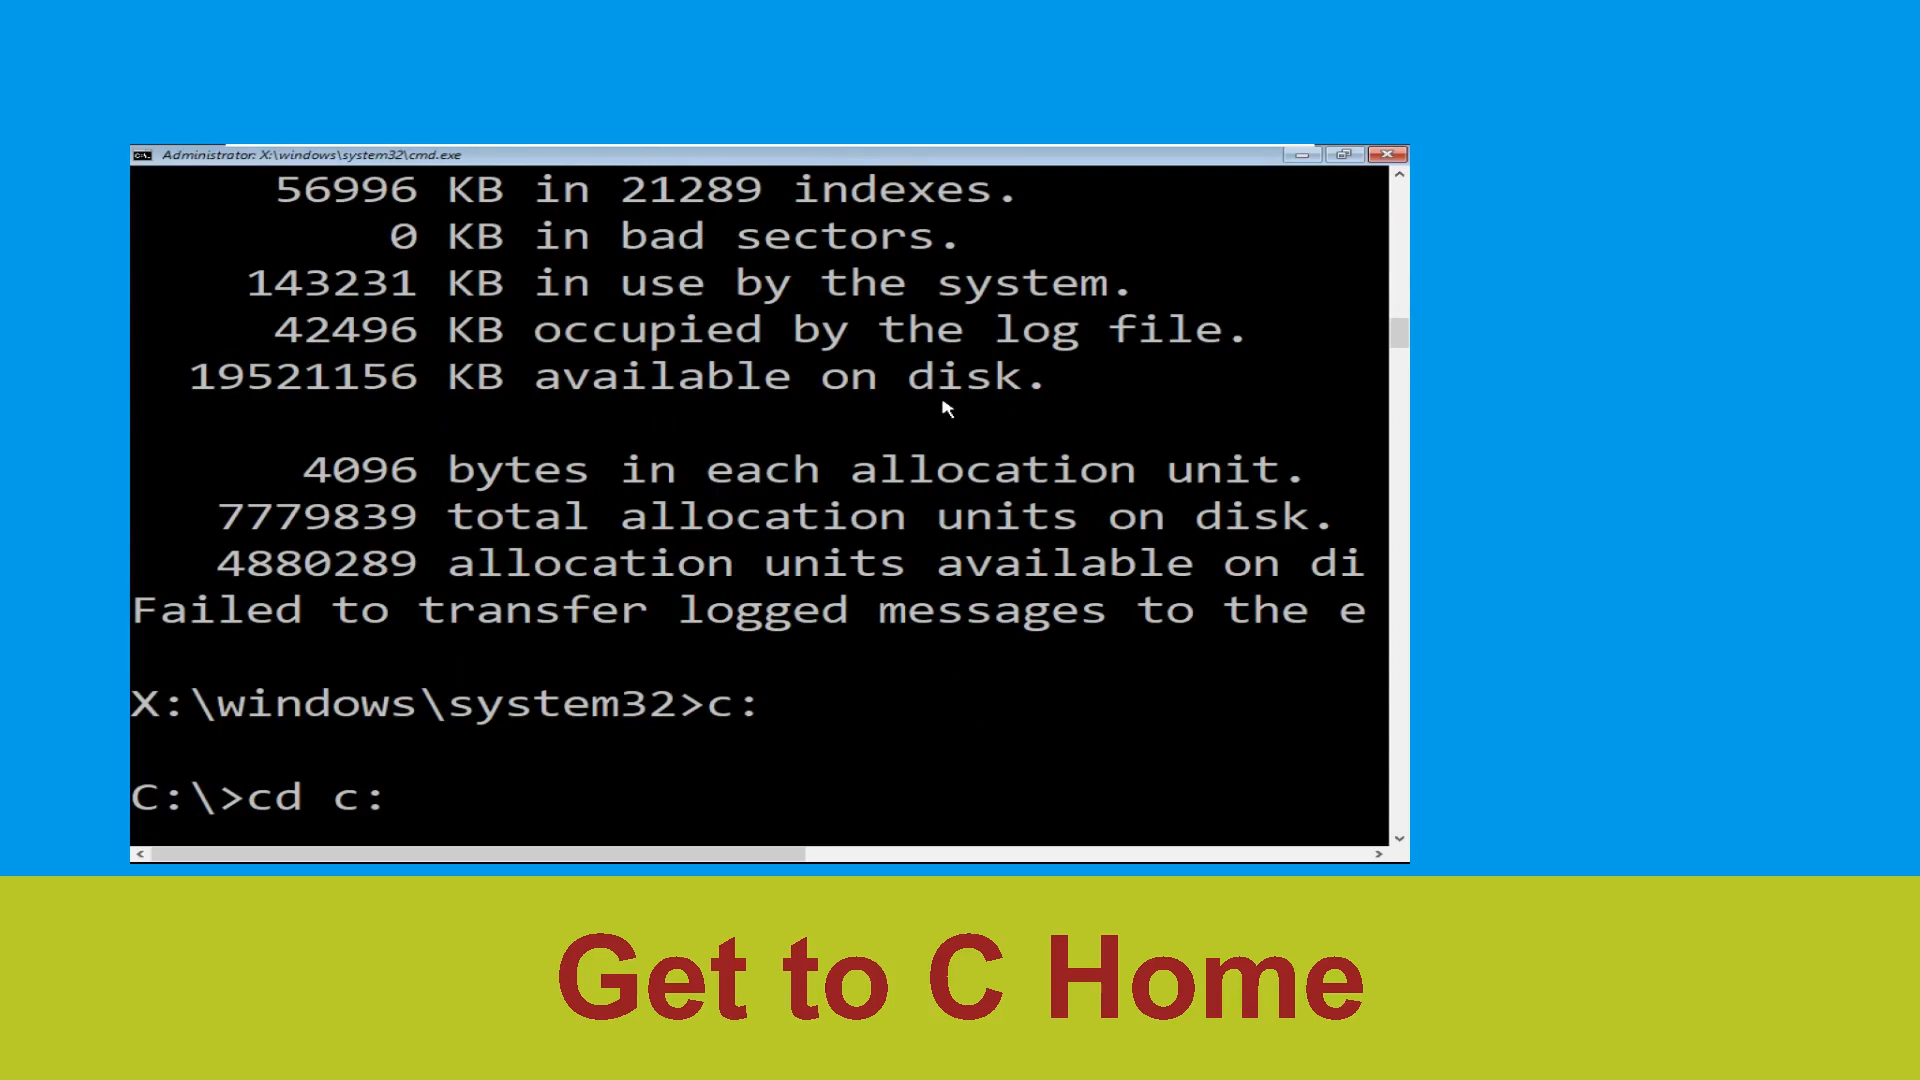 Administrator: X:\windows\system32\cmd.exe
56996 KB in 21289 indexes.
0 KB in bad sectors.
143231 KB in use by the system.
42496 KB occupied by the log file.
19521156 KB available on disk.
4096 bytes in each allocation unit.
7779839 total allocation units on disk.
4880289 allocation units available on di
Failed to transfer logged messages to the e
X:\windows\system32>c:
C:\>cd c:
Get to C Home